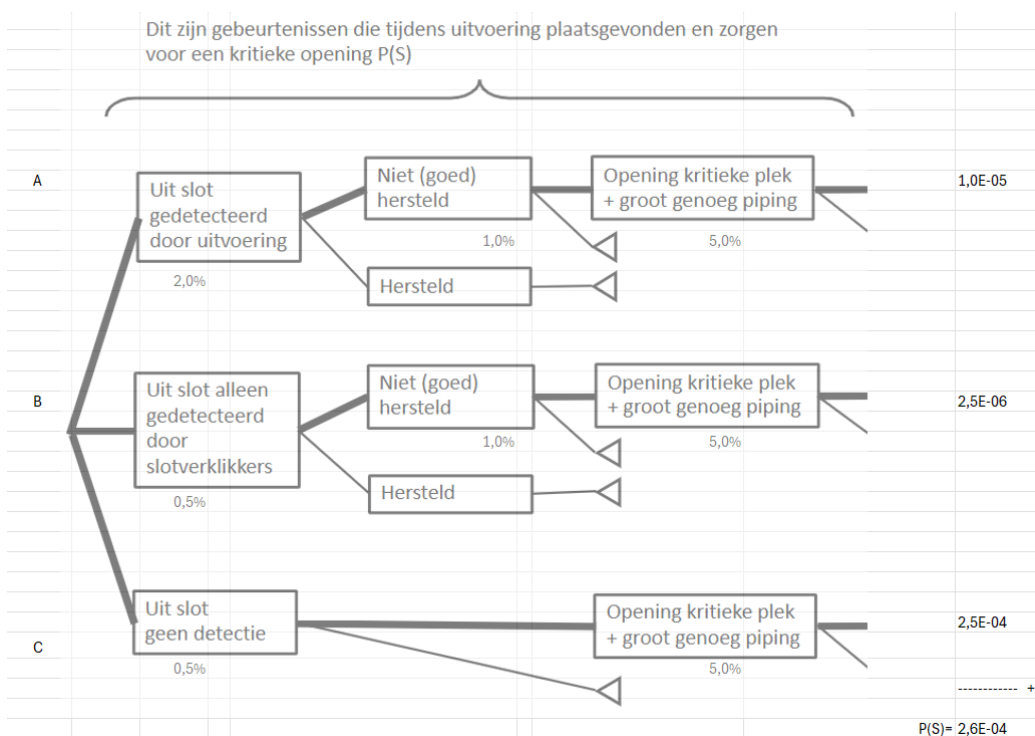 Dit zijn gebeurtenissen die tijdens uitvoering plaatsgevonden en zorgen
voor een kritieke opening P(S)
A
Uit slot
gedetecteerd
door uitvoering
2,0%
Niet (goed)
hersteld
1,0%
Hersteld
Opening kritieke plek
+ groot genoeg piping
5,0%
1,0E-05
B
Uit slot alleen
gedetecteerd
door
slotverklikkers
0,5%
Niet (goed)
hersteld
1,0%
Hersteld
Opening kritieke plek
+ groot genoeg piping
5,0%
2,5E-06
C
Uit slot
geen detectie
0,5%
Opening kritieke plek
+ groot genoeg piping
5,0%
2,5E-04
------------ +
P(S)= 2,6E-04